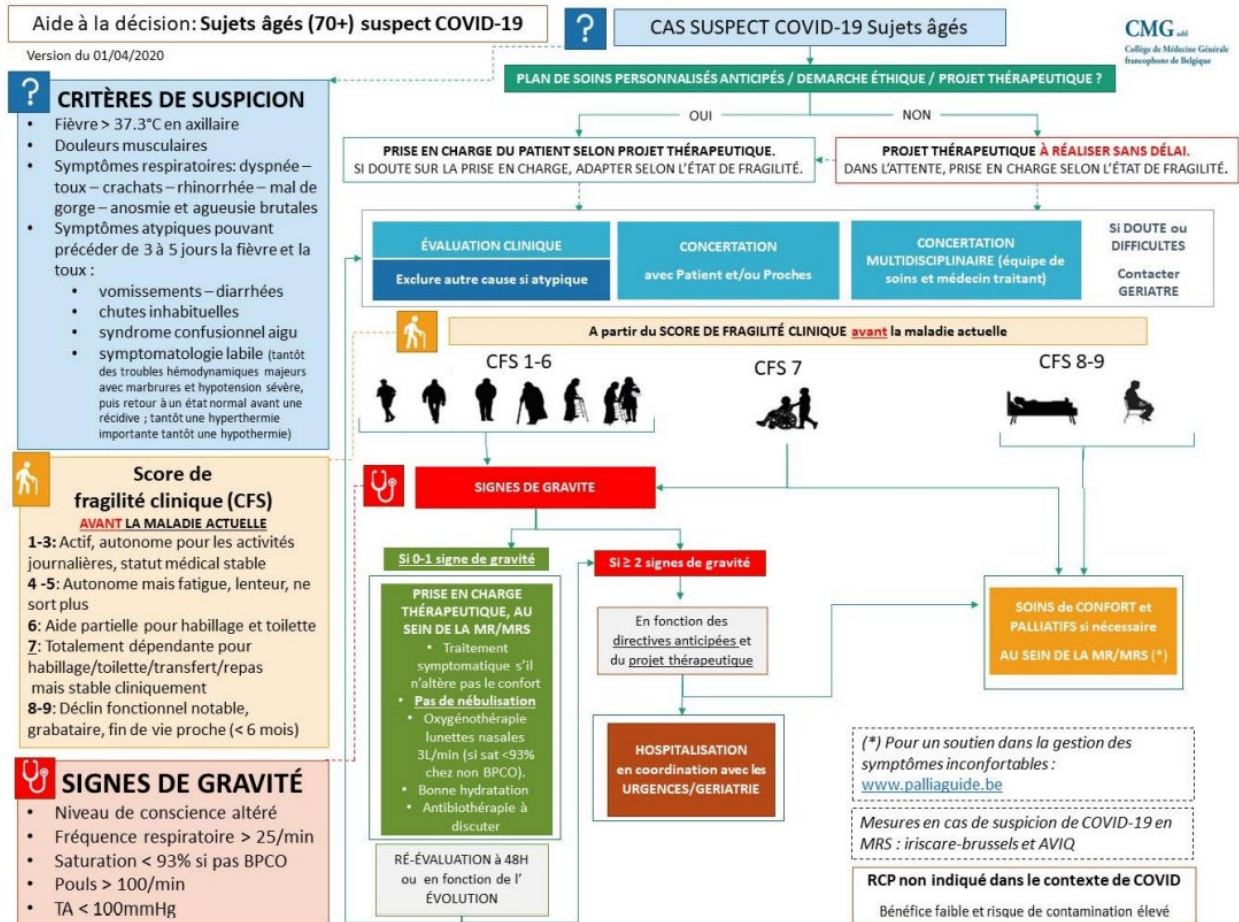 Aide à la décision: Sujets âgés (70+) suspect COVID-19
Version du 01/04/2020
?
CAS SUSPECT COVID-19 Sujets âgés
CMG asbl
Collège de Médecine Générale
francophone de Belgique
PLAN DE SOINS PERSONNALISÉS ANTICIPÉS / DEMARCHE ÉTHIQUE / PROJET THÉRAPEUTIQUE ?
OUI
NON
PRISE EN CHARGE DU PATIENT SELON PROJET THÉRAPEUTIQUE.
SI DOUTE SUR LA PRISE EN CHARGE, ADAPTER SELON L'ÉTAT DE FRAGILITÉ.
PROJET THÉRAPEUTIQUE À RÉALISER SANS DÉLAI.
DANS L'ATTENTE, PRISE EN CHARGE SELON L'ÉTAT DE FRAGILITÉ.
?
CRITÈRES DE SUSPICION
• Fièvre > 37.3°C en axillaire
• Douleurs musculaires
• Symptômes respiratoires: dyspnée –
toux – crachats – rhinorrhée – mal de
gorge – anosmie et agueusie brutales
• Symptômes atypiques pouvant
précéder de 3 à 5 jours la fièvre et la
toux :
• vomissements – diarrhées
• chutes inhabituelles
• syndrome confusionnel aigu
• symptomatologie labile (tantôt
des troubles hémodynamiques majeurs
avec marbrures et hypotension sévère,
puis retour à un état normal avant une
récidive ; tantôt une hyperthermie
importante tantôt une hypothermie)
ÉVALUATION CLINIQUE
Exclure autre cause si atypique
CONCERTATION
avec Patient et/ou Proches
CONCERTATION
MULTIDISCIPLINAIRE (équipe de
soins et médecin traitant)
Si DOUTE ou
DIFFICULTES
Contacter
GERIATRE
A partir du SCORE DE FRAGILITÉ CLINIQUE avant la maladie actuelle
CFS 1-6
CFS 7
CFS 8-9
Score de
fragilité clinique (CFS)
AVANT LA MALADIE ACTUELLE
1-3: Actif, autonome pour les activités
journalières, statut médical stable
4 -5: Autonome mais fatigue, lenteur, ne
sort plus
6: Aide partielle pour habillage et toilette
7: Totalement dépendante pour
habillage/toilette/transfert/repas
mais stable cliniquement
8-9: Déclin fonctionnel notable,
grabataire, fin de vie proche (< 6 mois)
SIGNES DE GRAVITÉ
• Niveau de conscience altéré
• Fréquence respiratoire > 25/min
• Saturation < 93% si pas BPCO
• Pouls > 100/min
• TA < 100mmHg
SIGNES DE GRAVITE
Si 0-1 signe de gravité
Si ≥ 2 signes de gravité
PRISE EN CHARGE
THÉRAPEUTIQUE, AU
SEIN DE LA MR/MRS
• Traitement
symptomatique s'il
n'altère pas le confort
• Pas de nébulisation
• Oxygénothérapie
lunettes nasales
3L/min (si sat <93%
chez non BPCO).
• Bonne hydratation
• Antibiothérapie à
discuter
RÉ-ÉVALUATION à 48H
ou en fonction de l'
ÉVOLUTION
En fonction des
directives anticipées et
du projet thérapeutique
HOSPITALISATION
en coordination avec les
URGENCES/GERIATRIE
SOINS de CONFORT et
PALLIATIFS si nécessaire
AU SEIN DE LA MR/MRS (*)
(*) Pour un soutien dans la gestion des
symptômes inconfortables :
www.palliaguide.be
Mesures en cas de suspicion de COVID-19 en
MRS : iriscare-brussels et AVIQ
RCP non indiqué dans le contexte de COVID
Bénéfice faible et risque de contamination élevé